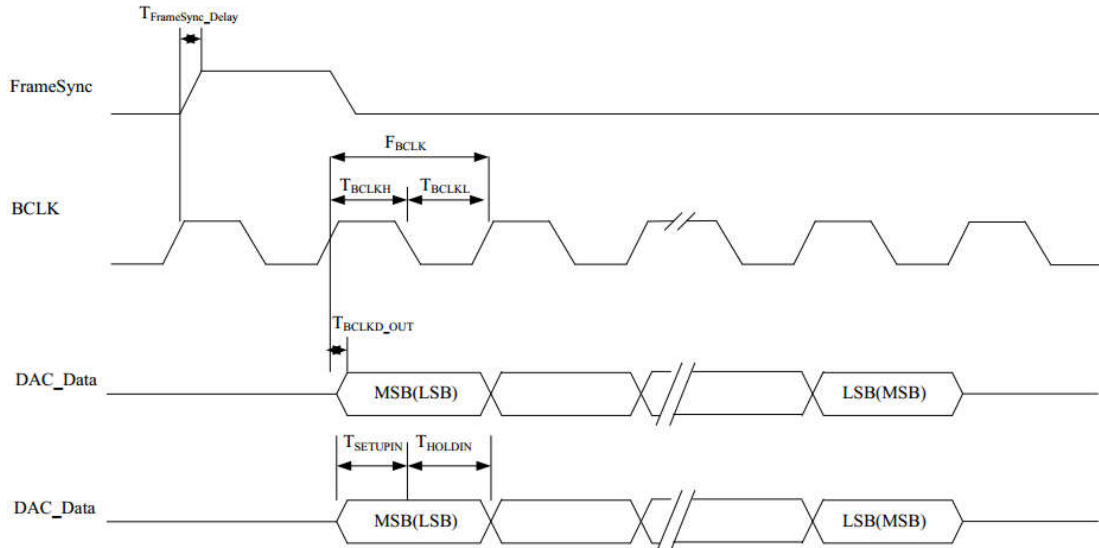 TFrameSync_Delay
FrameSync
FBCLK
TBCLKH TBCLKL
BCLK
TBCLKD_OUT
DAC_Data MSB(LSB) LSB(MSB)
TSETUPIN THOLDIN
DAC_Data MSB(LSB) LSB(MSB)